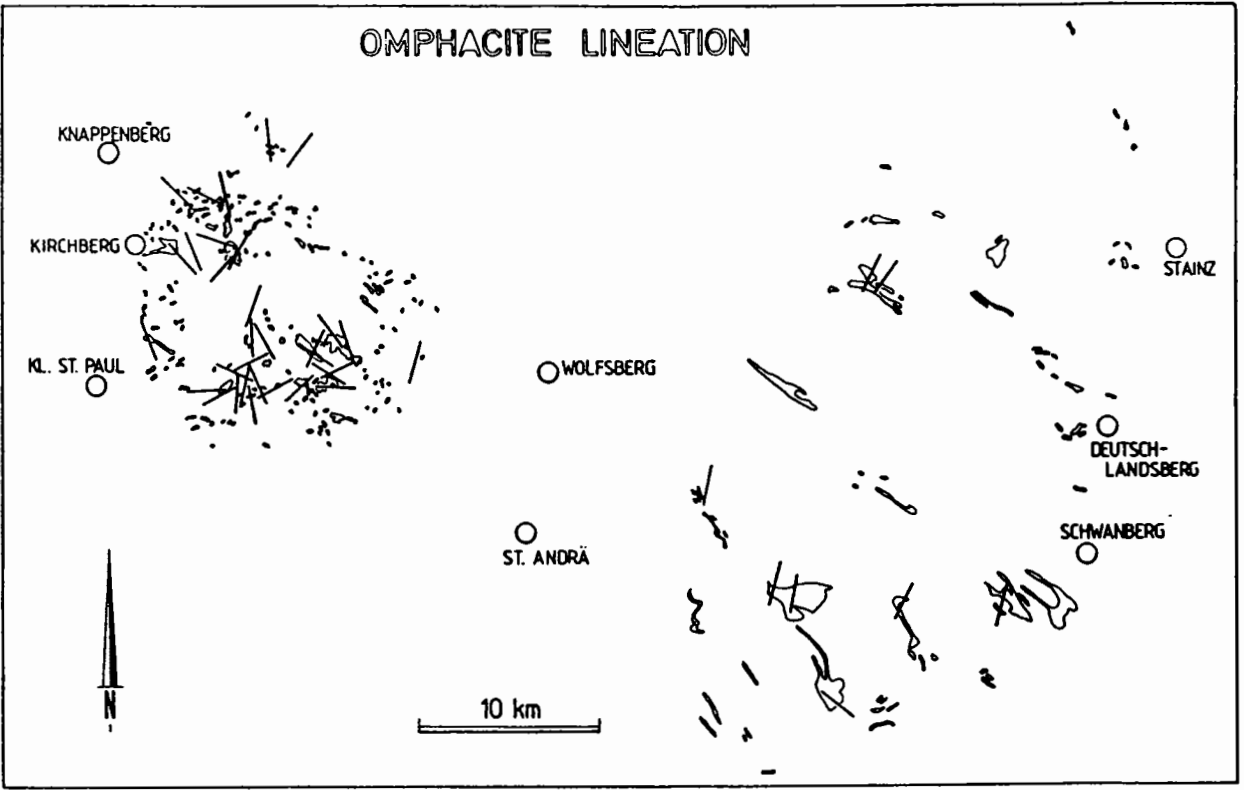 OMPHACITE LINEATION
KNAPPENBERG
KIRCHBERG
STAINZ
KL. ST. PAUL
WOLFSBERG
DEUTSCH-
LANDSBERG
SCHWANBERG
ST. ANDRÄ
10 km
N